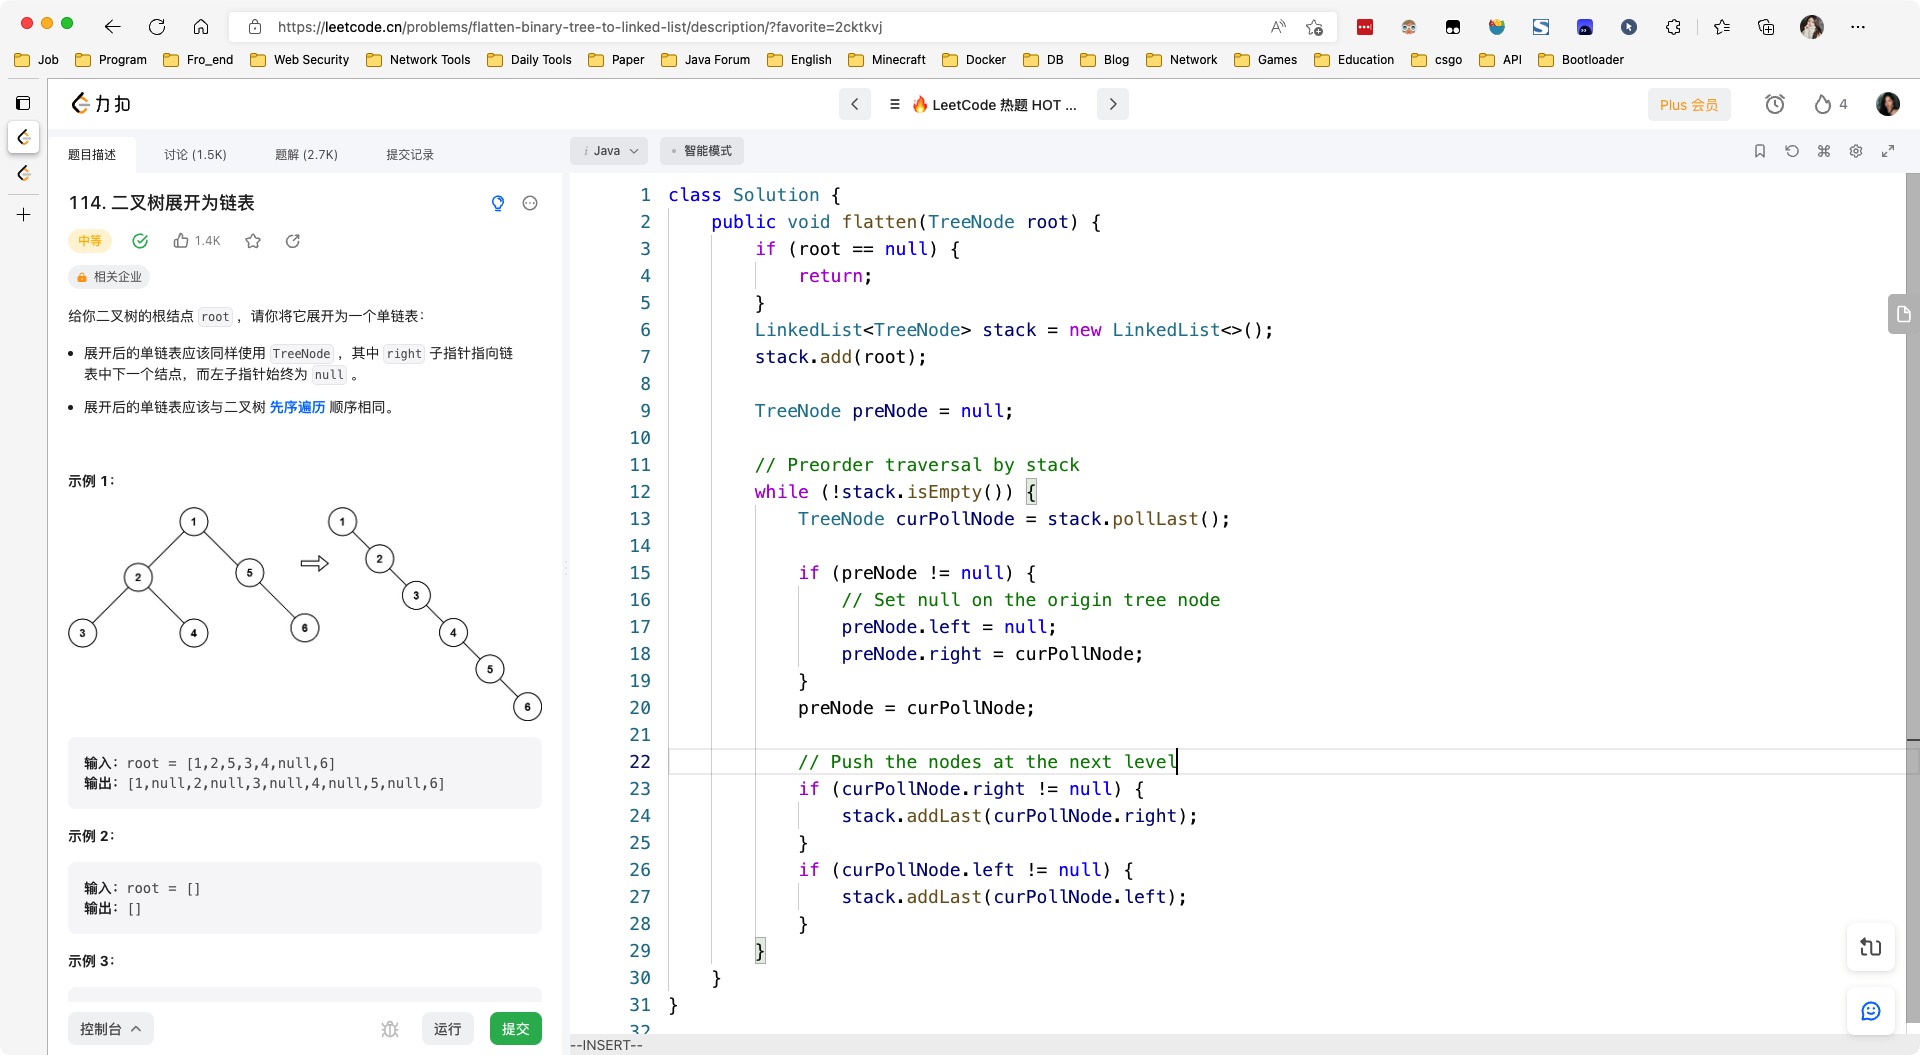 https://leetcode.cn/problems/flatten-binary-tree-to-linked-list/description/?favorite=2cktkvj
Job Program Fro_end Web Security Network Tools Daily Tools Paper Java Forum English Minecraft Docker DB Blog Network Games Education csgo API Bootloader
力扣
LeetCode 热题 HOT ...
Plus 会员
4
题目描述 讨论 (1.5K) 题解 (2.7K) 提交记录
i Java
智能模式
114. 二叉树展开为链表
中等
1.4K
相关企业
给你二叉树的根结点 root ，请你将它展开为一个单链表：
展开后的单链表应该同样使用 TreeNode ，其中 right 子指针指向链
表中下一个结点，而左子指针始终为 null 。
展开后的单链表应该与二叉树 先序遍历 顺序相同。
示例 1：
1
2 5
3 4 6
1
2
3
4
5
6
输入：root = [1,2,5,3,4,null,6]
输出：[1,null,2,null,3,null,4,null,5,null,6]
示例 2：
输入：root = []
输出：[]
示例 3：
控制台
运行
提交
1 class Solution {
2 public void flatten(TreeNode root) {
3 if (root == null) {
4 return;
5 }
6 LinkedList<TreeNode> stack = new LinkedList<>();
7 stack.add(root);
8
9 TreeNode preNode = null;
10
11 // Preorder traversal by stack
12 while (!stack.isEmpty()) {
13 TreeNode curPollNode = stack.pollLast();
14
15 if (preNode != null) {
16 // Set null on the origin tree node
17 preNode.left = null;
18 preNode.right = curPollNode;
19 }
20 preNode = curPollNode;
21
22 // Push the nodes at the next level
23 if (curPollNode.right != null) {
24 stack.addLast(curPollNode.right);
25 }
26 if (curPollNode.left != null) {
27 stack.addLast(curPollNode.left);
28 }
29 }
30 }
31 }
32
--INSERT--